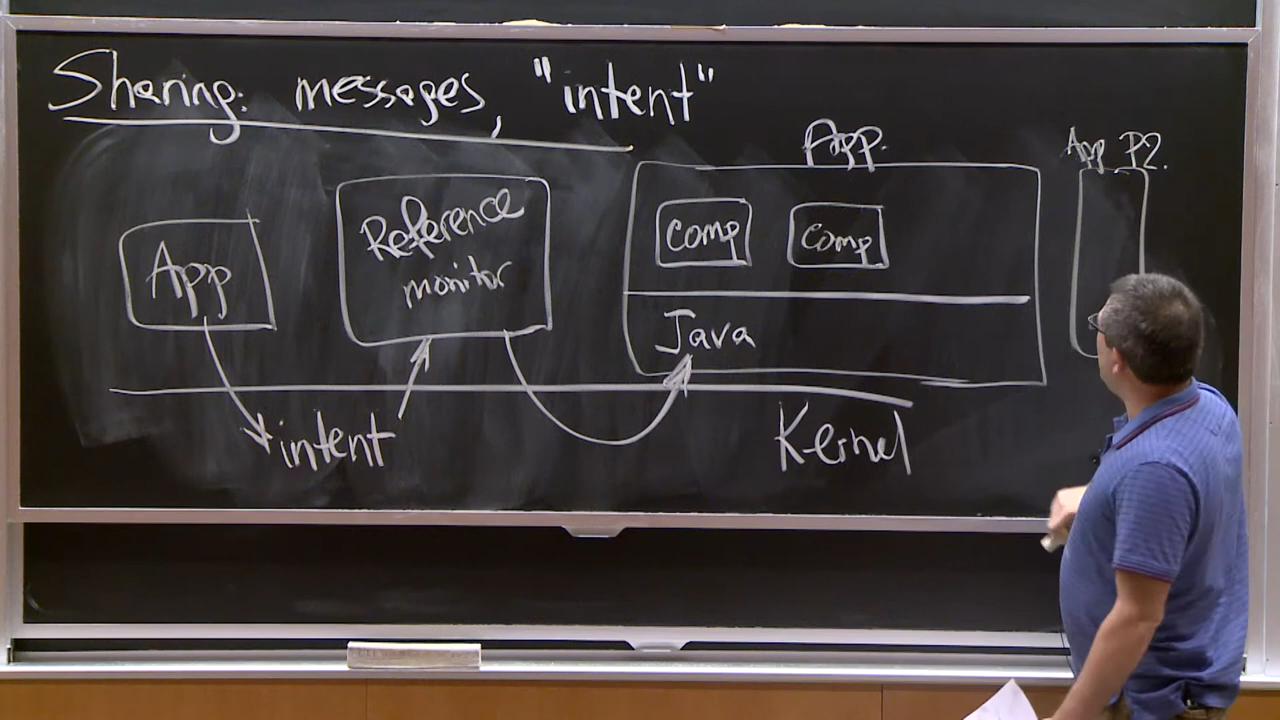 Sharing: messages, "intent"
App.
App P2.
App
Reference
monitor
comp
comp
Java
intent
Kernel